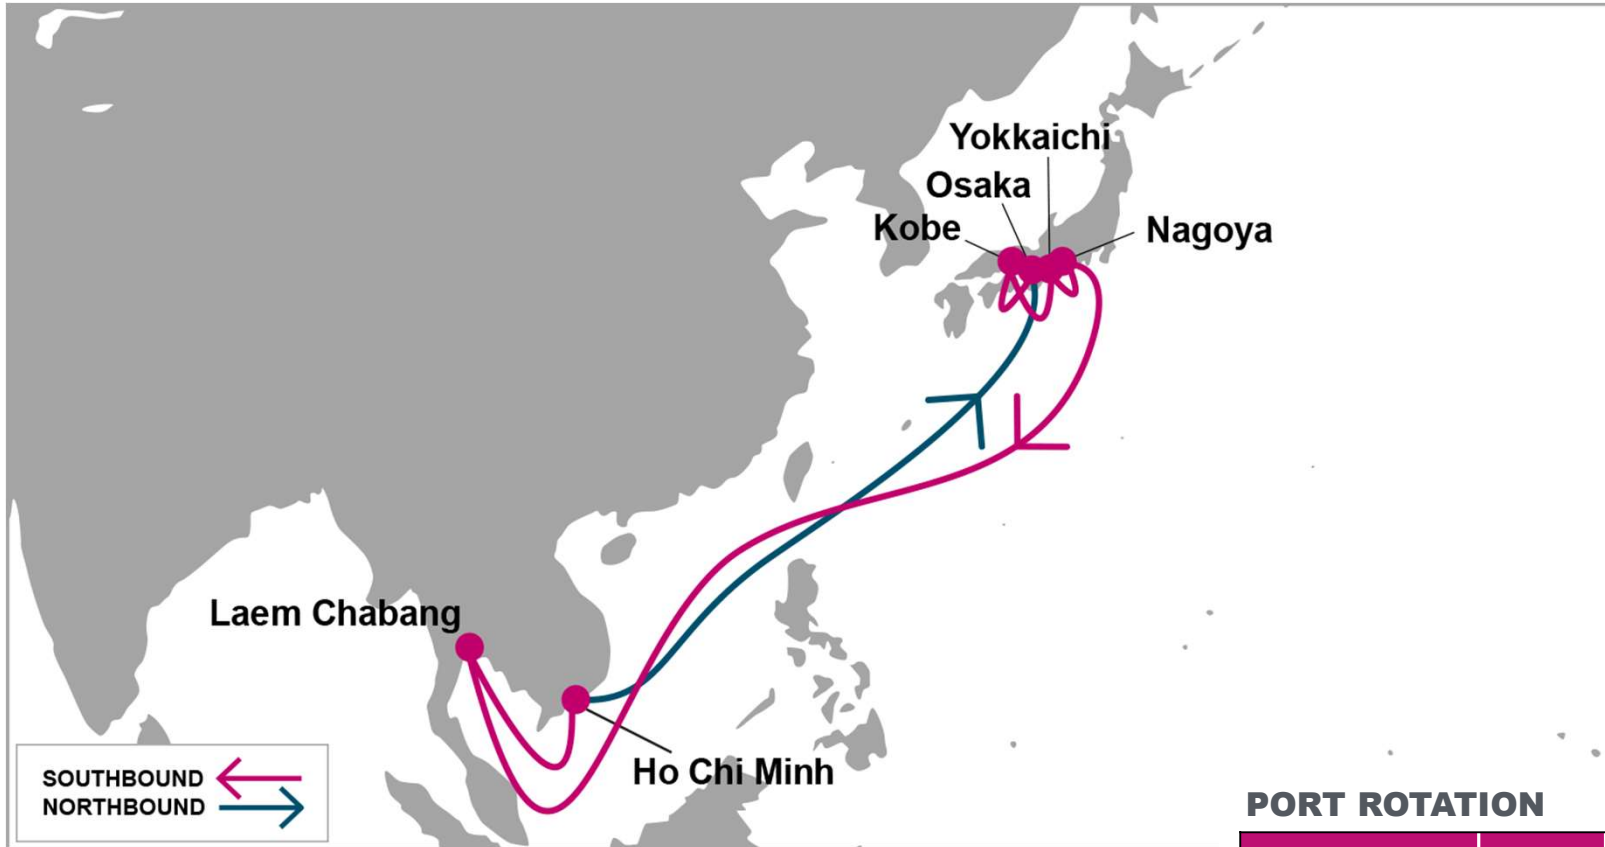 Yokkaichi
Osaka
Kobe
Nagoya
Laem Chabang
Ho Chi Minh
SOUTHBOUND
NORTHBOUND
PORT ROTATION